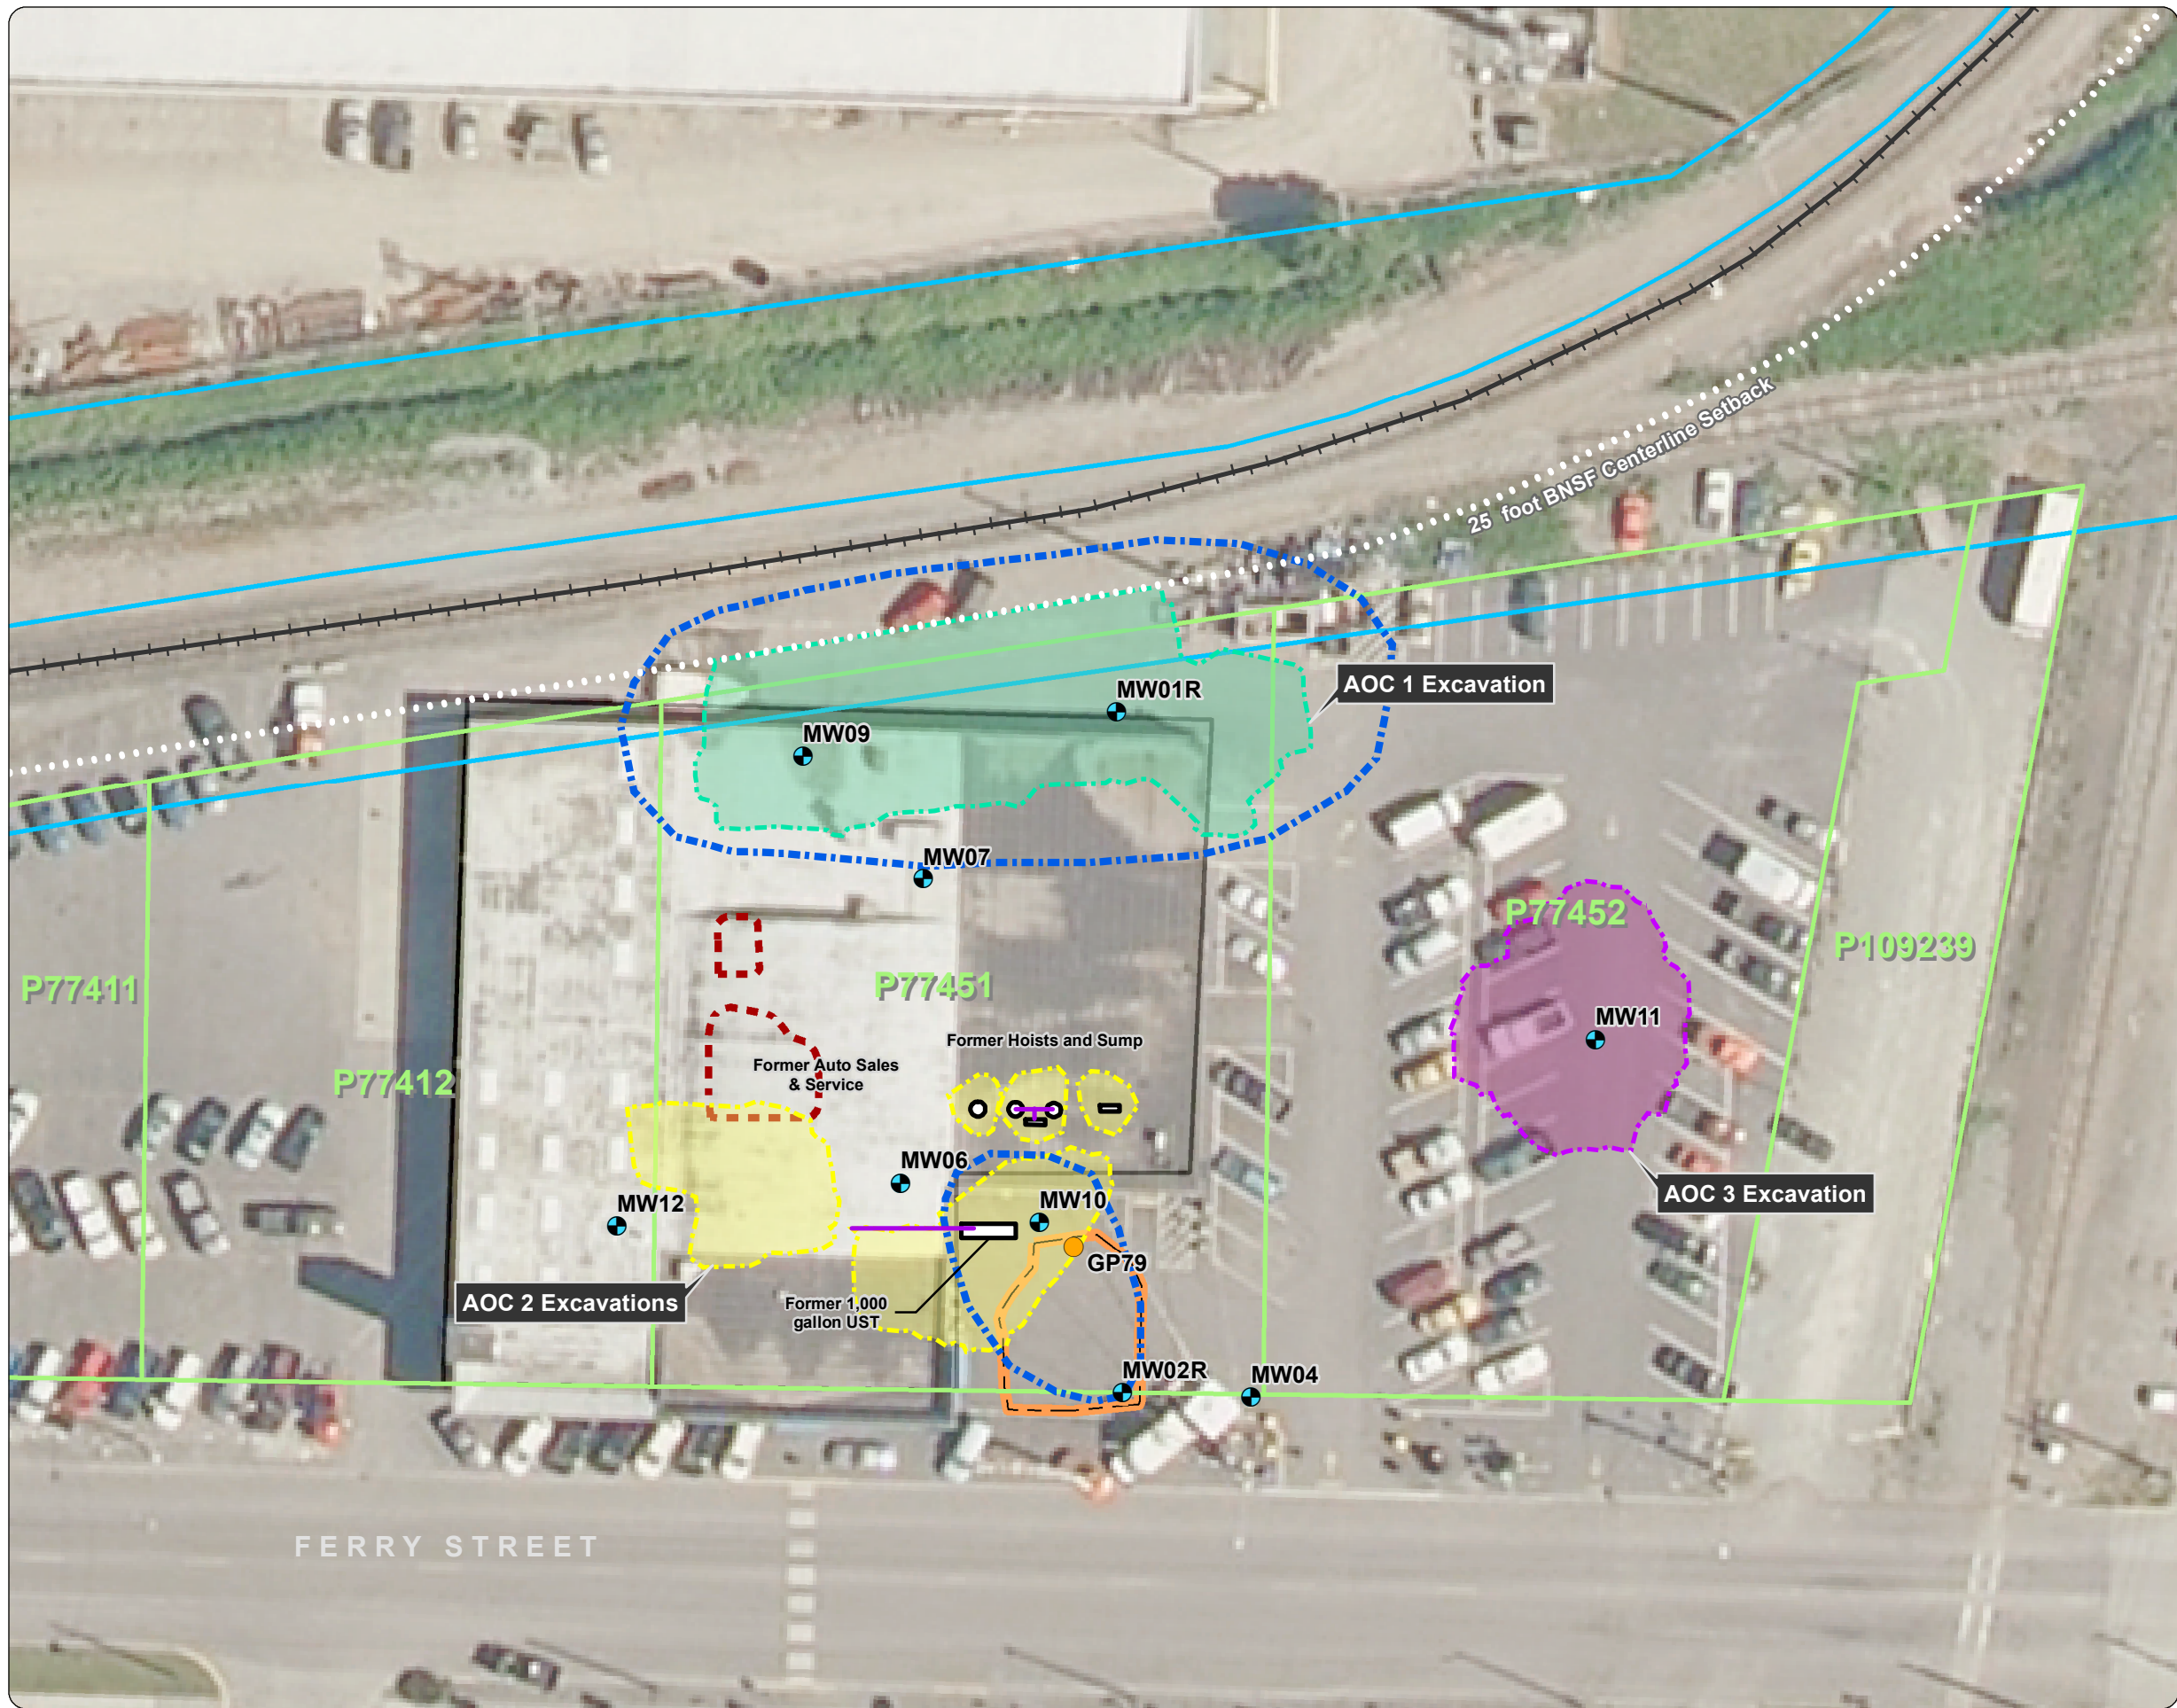 25 foot BNSF Centerline Setback
AOC 1 Excavation
MW01R
MW09
MW07
P77452
P109239
P77411
P77451
MW11
Former Hoists and Sump
Former Auto Sales
& Service
P77412
MW06
MW12
MW10
AOC 3 Excavation
GP79
AOC 2 Excavations
Former 1,000
gallon UST
MW02R
MW04
FERRY STREET